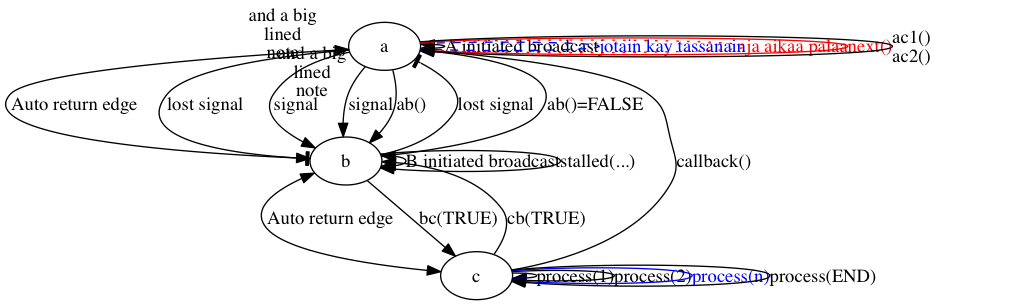 and a big
lined
note
and a big
lined
note
a
A initiated broadcast
jotain kay tassanain
ja aikaa palaa
next()
ac1()
ac2()
Auto return edge
lost signal
signal
signal
ab()
lost signal
ab()=FALSE
b
B initiated broadcast
stalled(...)
callback()
Auto return edge
bc(TRUE)
cb(TRUE)
c
process(1)
process(2)
process(n)
process(END)